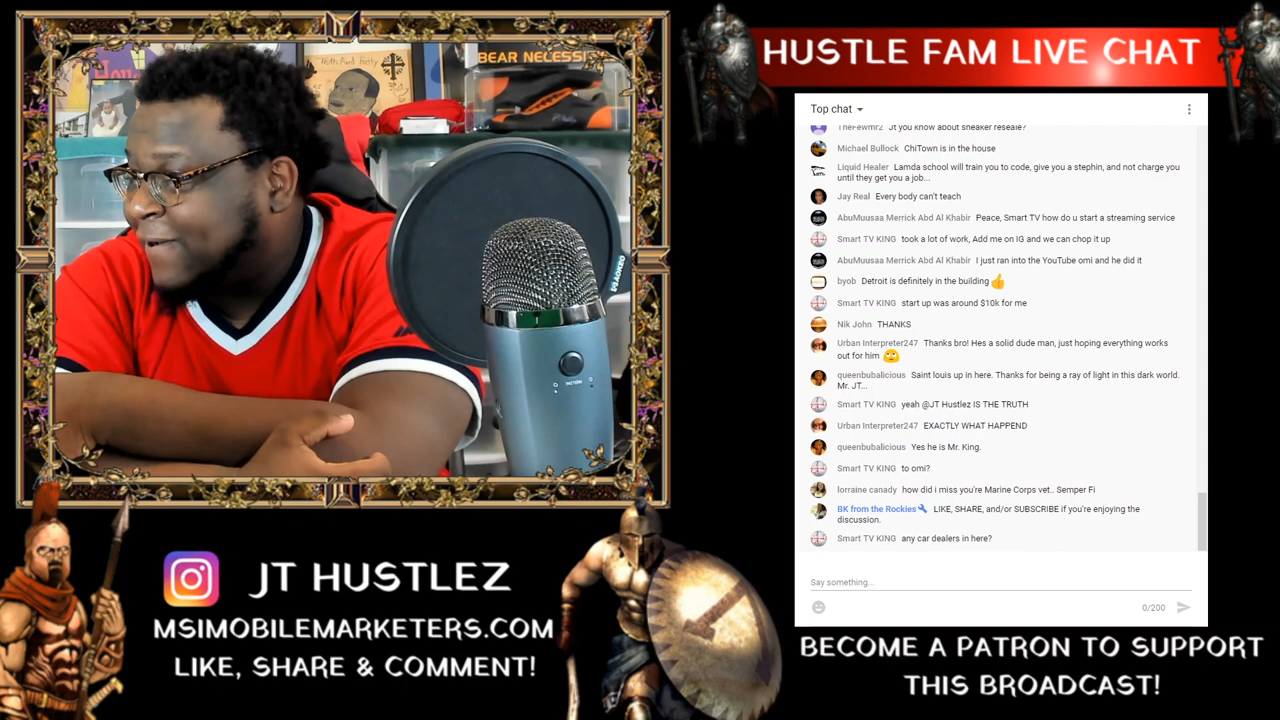 HUSTLE FAM LIVE CHAT
BEAR NECESSI
Top chat
TheFewmr2 Jt you know about sneaker reseale?
Michael Bullock ChiTown is in the house
Liquid Healer Lamda school will train you to code, give you a stephin, and not charge you
until they get you a job...
Jay Real Every body can't teach
AbuMuusaa Merrick Abd Al Khabir Peace, Smart TV how do u start a streaming service
Smart TV KING took a lot of work, Add me on IG and we can chop it up
AbuMuusaa Merrick Abd Al Khabir I just ran into the YouTube omi and he did it
byob Detroit is definitely in the building 👍
Smart TV KING start up was around $10k for me
Nik John THANKS
Urban Interpreter247 Thanks bro! Hes a solid dude man, just hoping everything works
out for him 🙄
queenbubalicious Saint louis up in here. Thanks for being a ray of light in this dark world.
Mr. JT...
Smart TV KING yeah @JT Hustlez IS THE TRUTH
Urban Interpreter247 EXACTLY WHAT HAPPEND
queenbubalicious Yes he is Mr. King.
Smart TV KING to omi?
lorraine canady how did i miss you're Marine Corps vet.. Semper Fi
BK from the Rockies LIKE, SHARE, and/or SUBSCRIBE if you're enjoying the
discussion.
Smart TV KING any car dealers in here?
Say something...
0/200
JT HUSTLEZ
MSIMOBILEMARKETERS.COM
LIKE, SHARE & COMMENT!
BECOME A PATRON TO SUPPORT
THIS BROADCAST!